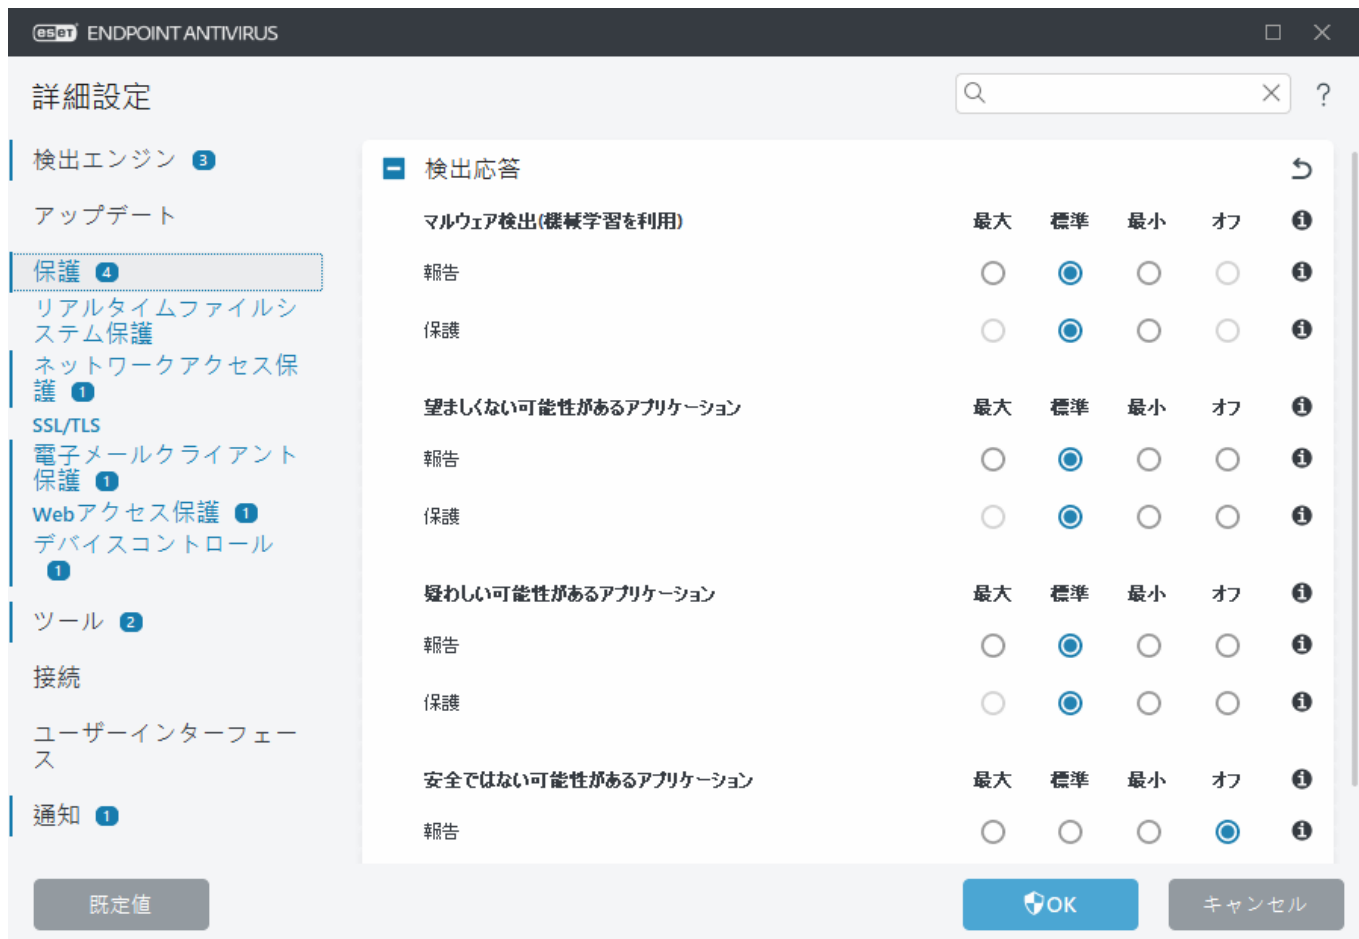 eset ENDPOINT ANTIVIRUS
詳細設定
?
検出エンジン 3
アップデート
保護 4
リアルタイムファイルシ
ステム保護
ネットワークアクセス保
護 1
SSL/TLS
電子メールクライアント
保護 1
Webアクセス保護 1
デバイスコントロール
1
ツール 2
接続
ユーザーインターフェー
ス
通知 1
検出応答
マルウェア検出(機械学習を利用) 最大 標準 最小 オフ
報告
保護
望ましくない可能性があるアプリケーション 最大 標準 最小 オフ
報告
保護
疑わしい可能性があるアプリケーション 最大 標準 最小 オフ
報告
保護
安全ではない可能性があるアプリケーション 最大 標準 最小 オフ
報告
既定値
OK
キャンセル